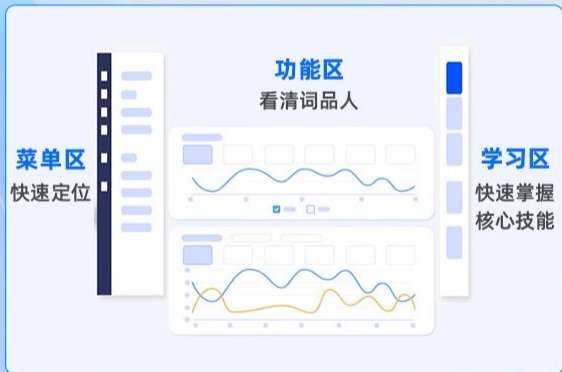 功能区
看清词品人
菜单区
快速定位
学习区
快速掌握
核心技能